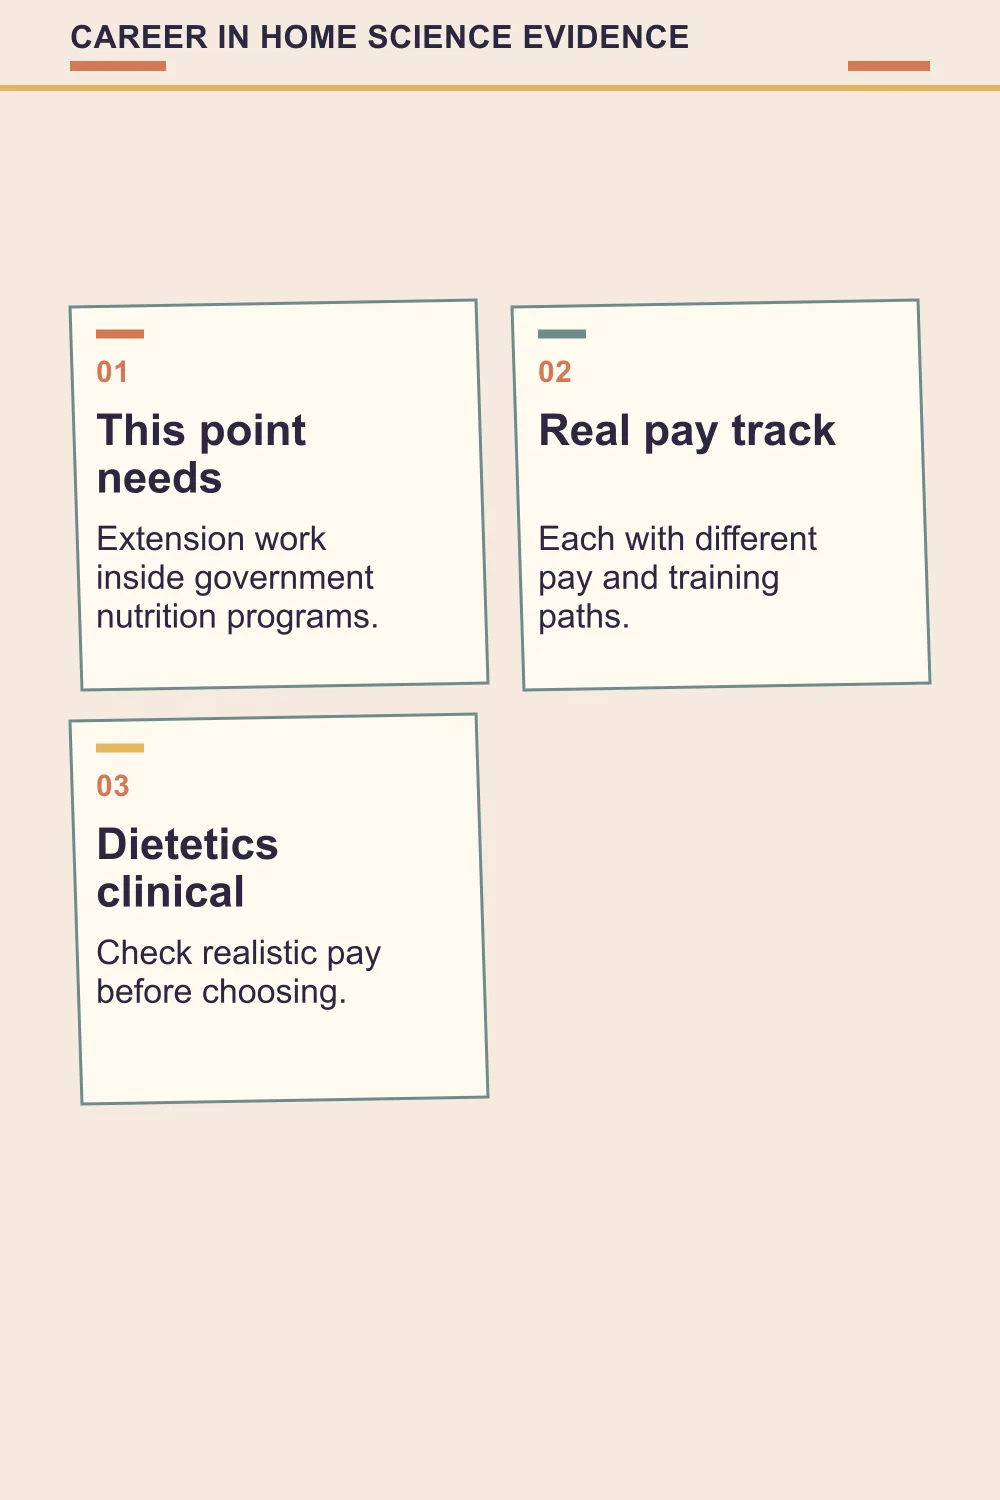 CAREER IN HOME SCIENCE EVIDENCE
01
This point
needs
Extension work
inside government
nutrition programs.
02
Real pay track
Each with different
pay and training
paths.
03
Dietetics
clinical
Check realistic pay
before choosing.